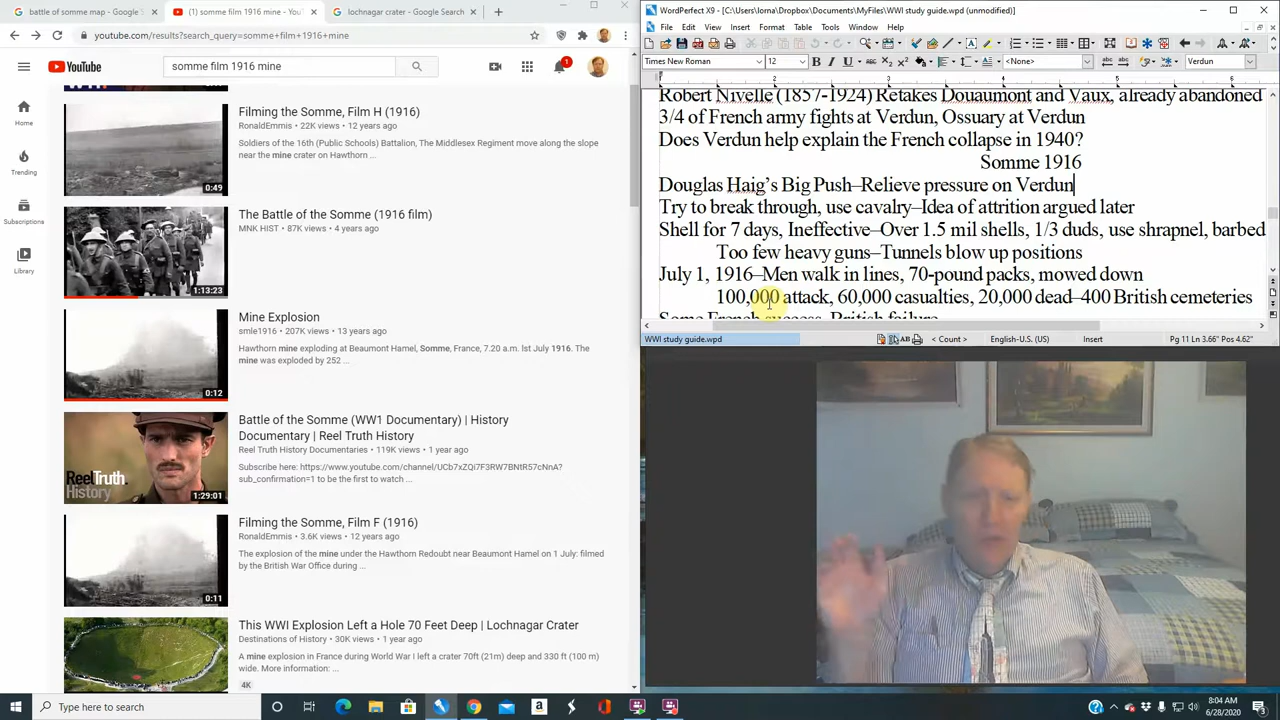 battle of somme map - Google S
(1) somme film 1916 mine - You
lochnagar crater - Google Search
youtube.com/results?search_query=somme+film+1916+mine
YouTube
somme film 1916 mine
1
Home
Trending
Subscriptions
Library
Filming the Somme, Film H (1916)
RonaldEmmis • 22K views • 12 years ago
Soldiers of the 16th (Public Schools) Battalion, The Middlesex Regiment move along the slope
near the mine crater on Hawthorn ...
0:49
The Battle of the Somme (1916 film)
MNK HIST • 87K views • 4 years ago
1:13:23
Mine Explosion
smle1916 • 207K views • 13 years ago
Hawthorn mine exploding at Beaumont Hamel, Somme, France, 7.20 a.m. lst July 1916. The
mine was exploded by 252 ...
0:12
Battle of the Somme (WW1 Documentary) | History
Documentary | Reel Truth History
Reel Truth History Documentaries • 119K views • 1 year ago
Subscribe here: https://www.youtube.com/channel/UCb7xZQi7F3RW7BNtR57cNnA?
sub_confirmation=1 to be the first to watch ...
ReelTruth
HISTORY
1:29:01
Filming the Somme, Film F (1916)
RonaldEmmis • 3.6K views • 12 years ago
The explosion of the mine under the Hawthorn Redoubt near Beaumont Hamel on 1 July: filmed
by the British War Office during ...
0:11
This WWI Explosion Left a Hole 70 Feet Deep | Lochnagar Crater
Destinations of History • 30K views • 1 year ago
A mine explosion in France during World War I left a crater 70ft (21m) deep and 330 ft (100 m)
wide. More information: ...
4K
WordPerfect X9 - [C:\Users\lorna\Dropbox\Documents\MyFiles\WWI study guide.wpd (unmodified)]
File Edit View Insert Format Table Tools Window Help
Times New Roman 12 <None> Verdun
1 2 3 4 5 6
Robert Nivelle (1857-1924) Retakes Douaumont and Vaux, already abandoned
3/4 of French army fights at Verdun, Ossuary at Verdun
Does Verdun help explain the French collapse in 1940?
Somme 1916
Douglas Haig's Big Push–Relieve pressure on Verdun
Try to break through, use cavalry–Idea of attrition argued later
Shell for 7 days, Ineffective–Over 1.5 mil shells, 1/3 duds, use shrapnel, barbed
Too few heavy guns–Tunnels blow up positions
July 1, 1916–Men walk in lines, 70-pound packs, mowed down
100,000 attack, 60,000 casualties, 20,000 dead–400 British cemeteries
Some French success, British failure
WWI study guide.wpd AB < Count > English-U.S. (US) Insert Pg 11 Ln 3.66" Pos 4.62"
Type here to search
8:04 AM
6/28/2020